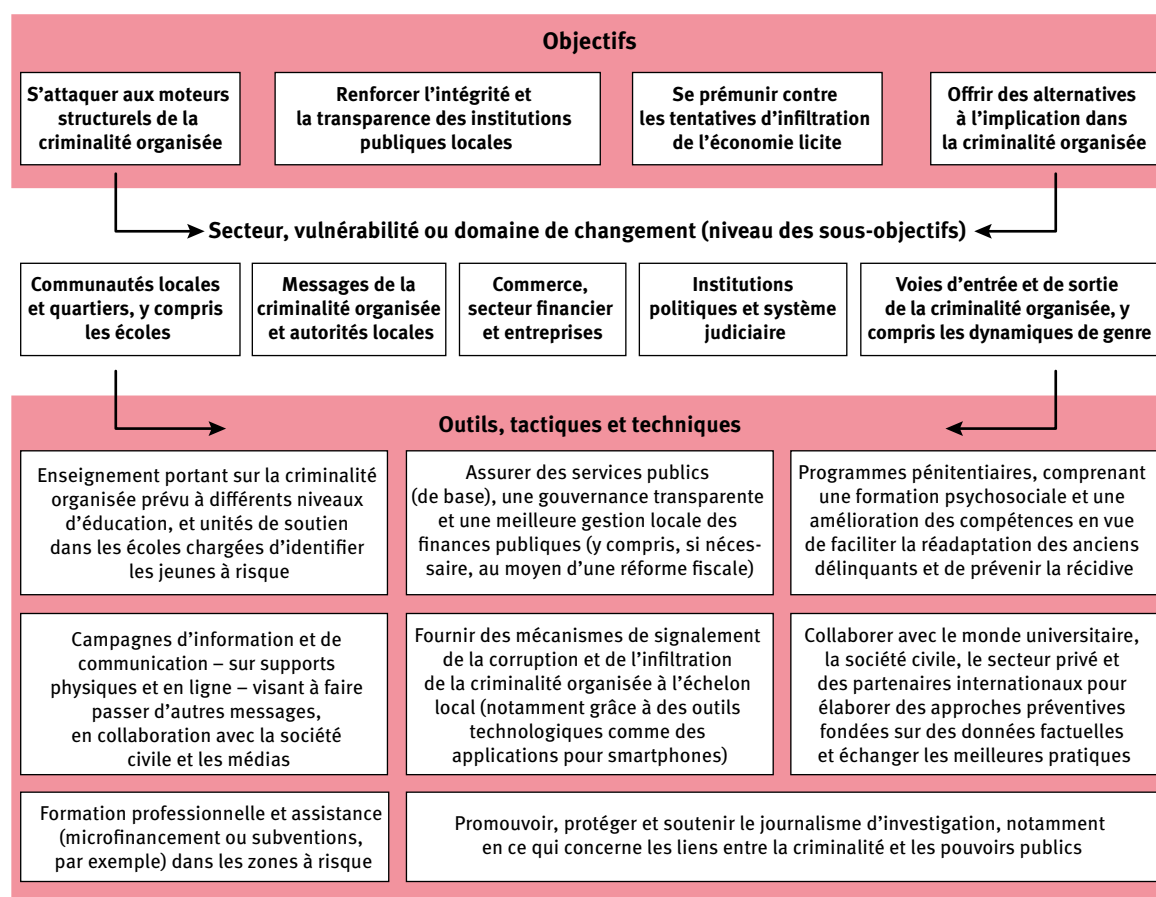 Objectifs
S’attaquer aux moteurs
structurels de la
criminalité organisée
Renforcer l’intégrité et
la transparence des institutions
publiques locales
Se prémunir contre
les tentatives d’infiltration
de l’économie licite
Offrir des alternatives
à l’implication dans
la criminalité organisée
Secteur, vulnérabilité ou domaine de changement (niveau des sous-objectifs)
Communautés locales
et quartiers, y compris
les écoles
Messages de la
criminalité organisée
et autorités locales
Commerce,
secteur financier
et entreprises
Institutions
politiques et système
judiciaire
Voies d’entrée et de sortie
de la criminalité organisée, y
compris les dynamiques de genre
Outils, tactiques et techniques
Enseignement portant sur la criminalité
organisée prévu à différents niveaux
d’éducation, et unités de soutien
dans les écoles chargées d’identifier
les jeunes à risque
Assurer des services publics
(de base), une gouvernance transparente
et une meilleure gestion locale des
finances publiques (y compris, si néces-
saire, au moyen d’une réforme fiscale)
Programmes pénitentiaires, comprenant
une formation psychosociale et une
amélioration des compétences en vue
de faciliter la réadaptation des anciens
délinquants et de prévenir la récidive
Campagnes d’information et de
communication – sur supports
physiques et en ligne – visant à faire
passer d’autres messages,
en collaboration avec la société
civile et les médias
Fournir des mécanismes de signalement
de la corruption et de l’infiltration
de la criminalité organisée à l’échelon
local (notamment grâce à des outils
technologiques comme des
applications pour smartphones)
Collaborer avec le monde universitaire,
la société civile, le secteur privé et
des partenaires internationaux pour
élaborer des approches préventives
fondées sur des données factuelles
et échanger les meilleures pratiques
Formation professionnelle et assistance
(microfinancement ou subventions,
par exemple) dans les zones à risque
Promouvoir, protéger et soutenir le journalisme d’investigation, notamment
en ce qui concerne les liens entre la criminalité et les pouvoirs publics